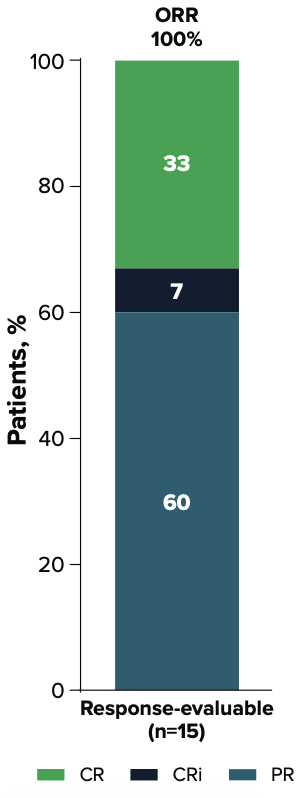 ORR
100%
100
80
60
40
20
0
Patients, %
33
7
60
Response-evaluable
(n=15)
CR CRi PR